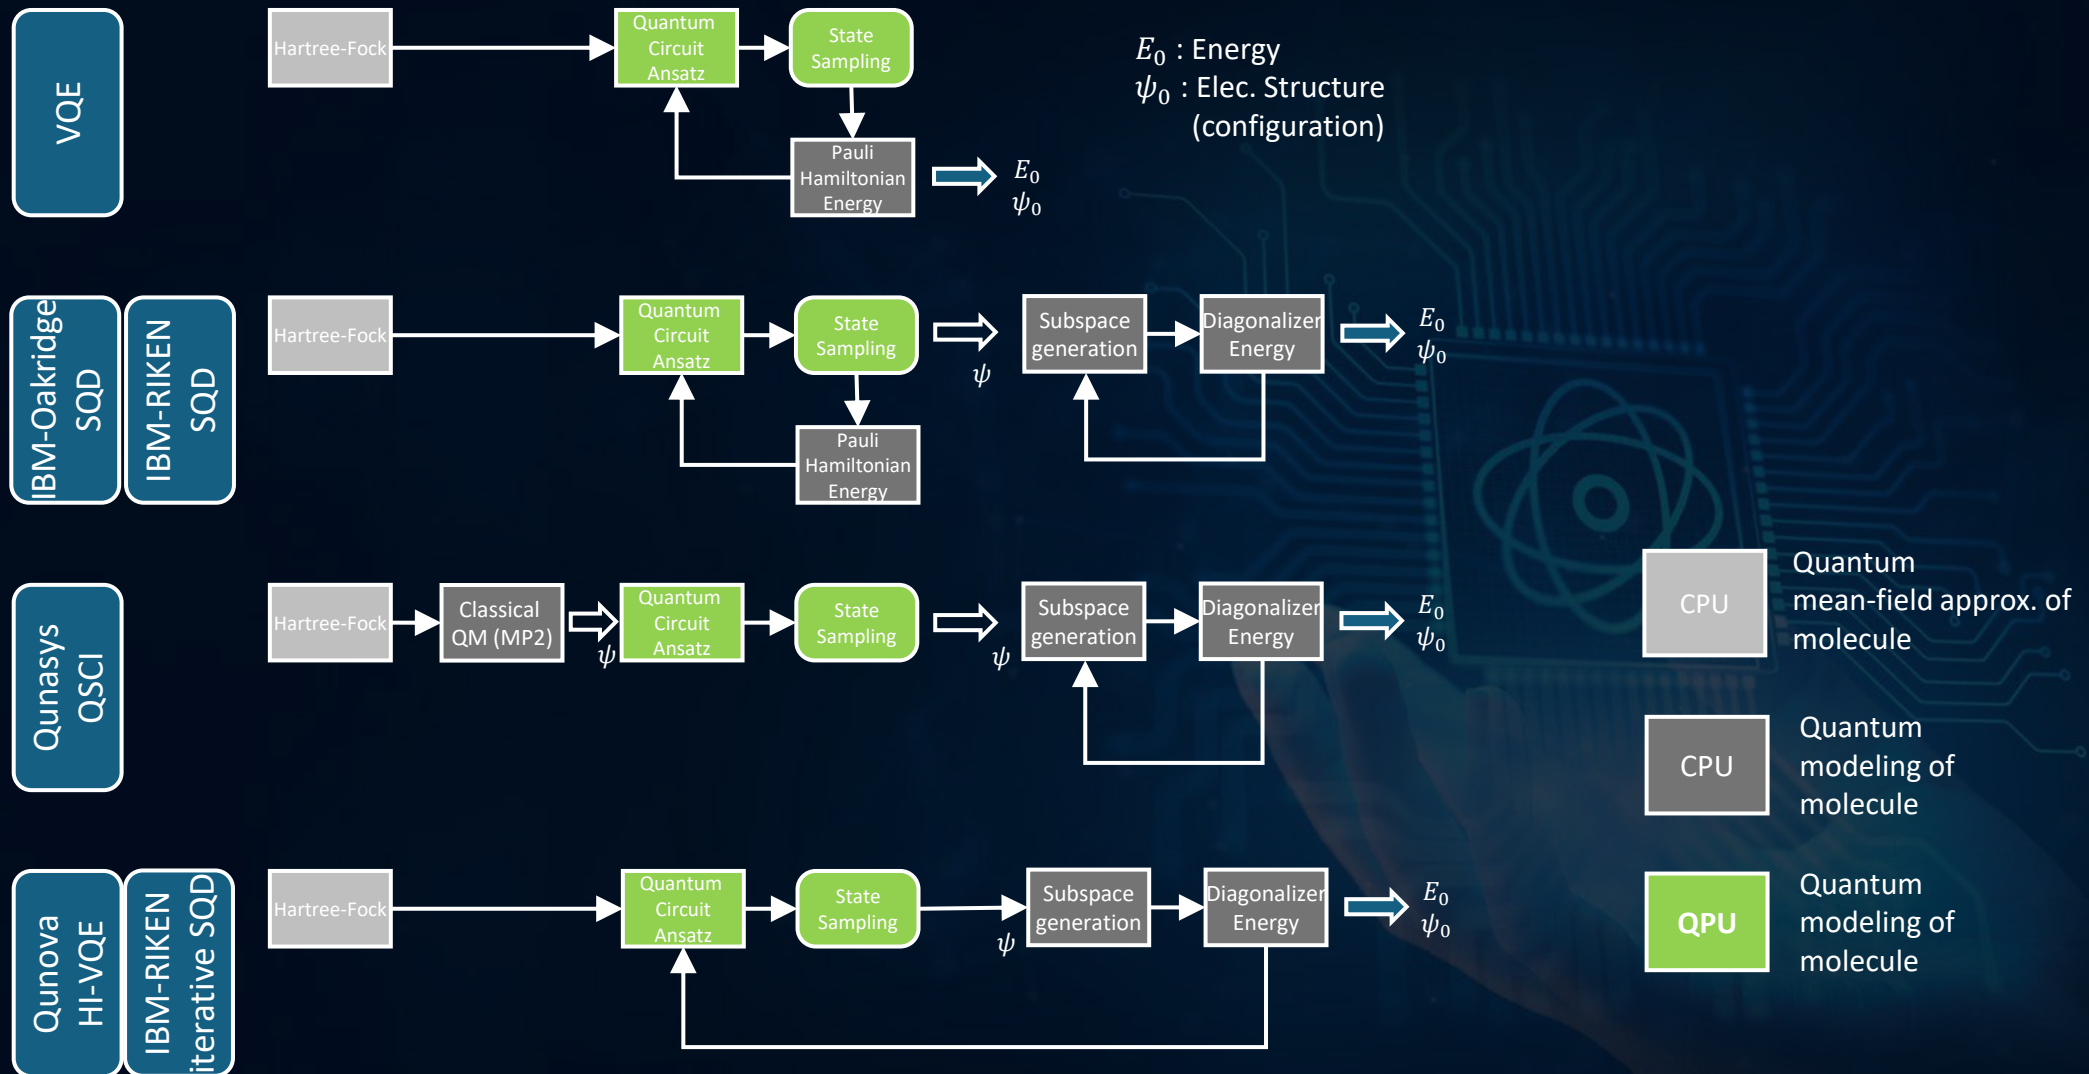 VQE
Hartree-Fock
Quantum
Circuit
Ansatz
State
Sampling
Pauli
Hamiltonian
Energy
E₀
ψ₀
E₀ : Energy
ψ₀ : Elec. Structure
(configuration)
IBM-Oakridge
SQD
IBM-RIKEN
SQD
Hartree-Fock
Quantum
Circuit
Ansatz
State
Sampling
Pauli
Hamiltonian
Energy
ψ
Subspace
generation
Diagonalizer
Energy
E₀
ψ₀
Qunasys
QSCI
Hartree-Fock
Classical
QM (MP2)
ψ
Quantum
Circuit
Ansatz
State
Sampling
ψ
Subspace
generation
Diagonalizer
Energy
E₀
ψ₀
Qunova
HI-VQE
IBM-RIKEN
iterative SQD
Hartree-Fock
Quantum
Circuit
Ansatz
State
Sampling
ψ
Subspace
generation
Diagonalizer
Energy
E₀
ψ₀
CPU
Quantum
mean-field approx. of
molecule
CPU
Quantum
modeling of
molecule
QPU
Quantum
modeling of
molecule